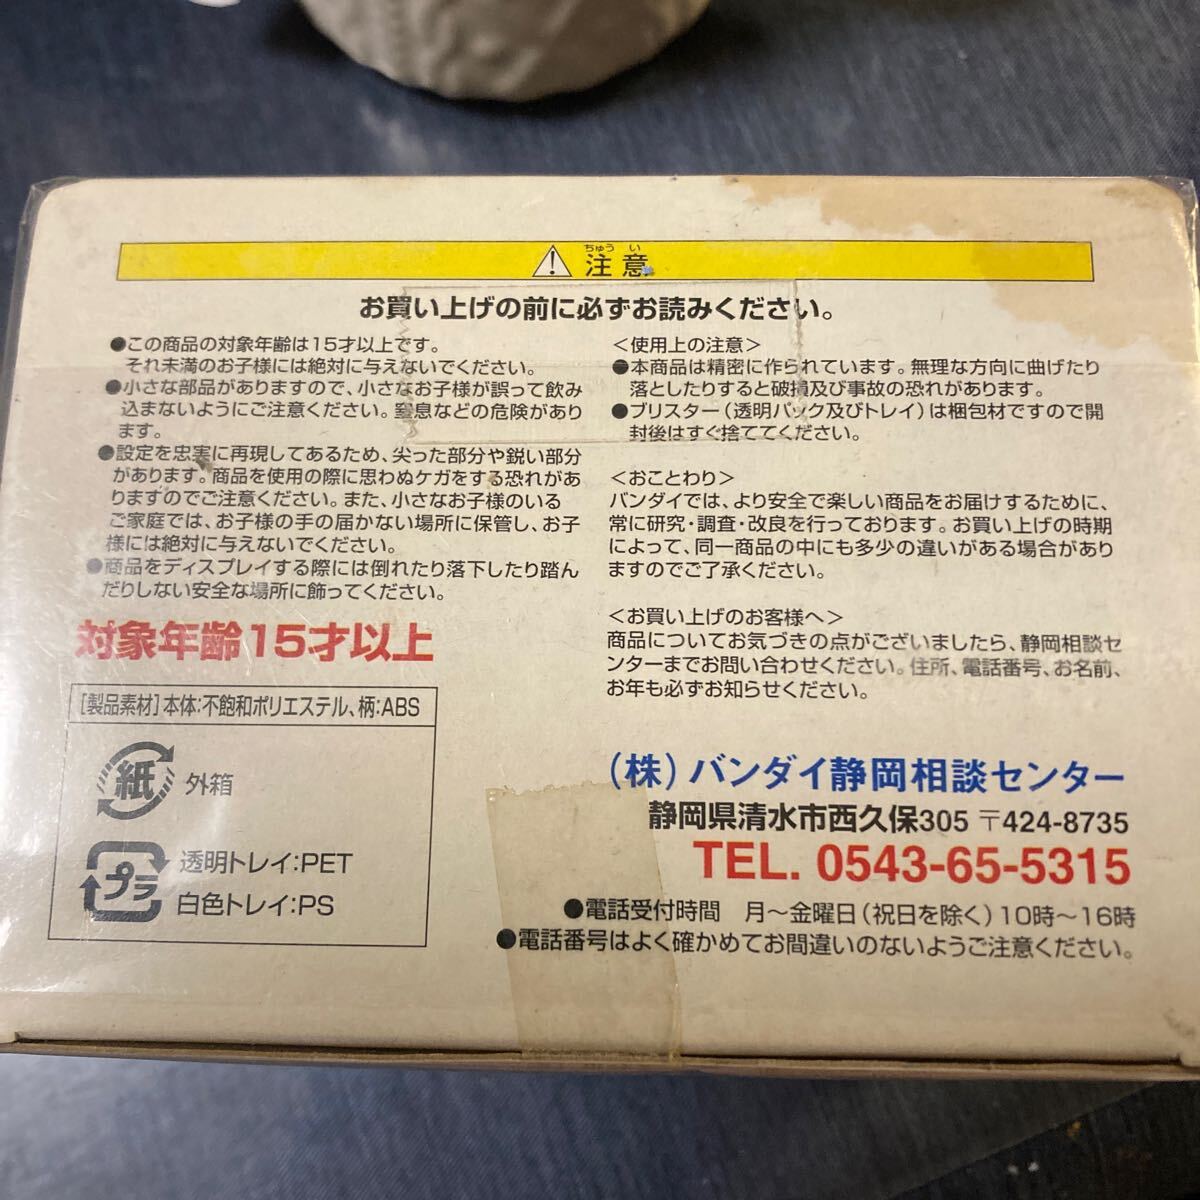 ちゅう い
注意
お買い上げの前に必ずお読みください。
●この商品の対象年齢は15才以上です。
それ未満のお子様には絶対に与えないでください。
●小さな部品がありますので、小さなお子様が誤って飲み
込まないようにご注意ください。窒息などの危険があり
ます。
●設定を忠実に再現してあるため、尖った部分や鋭い部分
があります。商品を使用の際に思わぬケガをする恐れがあ
りますのでご注意ください。また、小さなお子様のいる
ご家庭では、お子様の手の届かない場所に保管し、お子
様には絶対に与えないでください。
●商品をディスプレイする際には倒れたり落下したり踏ん
だりしない安全な場所に飾ってください。
対象年齢15才以上
[製品素材]本体:不飽和ポリエステル、柄:ABS
紙 外箱
プラ 透明トレイ:PET
白色トレイ:PS
<使用上の注意>
●本商品は精密に作られています。無理な方向に曲げたり
落としたりすると破損及び事故の恐れがあります。
●ブリスター(透明パック及びトレイ)は梱包材ですので開
封後はすぐ捨ててください。
<おことわり>
バンダイでは、より安全で楽しい商品をお届けするために、
常に研究・調査・改良を行っております。お買い上げの時期
によって、同一商品の中にも多少の違いがある場合があり
ますのでご了承ください。
<お買い上げのお客様へ>
商品についてお気づきの点がございましたら、静岡相談セ
ンターまでお問い合わせください。住所、電話番号、お名前、
お年も必ずお知らせください。
(株)バンダイ静岡相談センター
静岡県清水市西久保305 〒424-8735
TEL. 0543-65-5315
●電話受付時間 月〜金曜日(祝日を除く)10時〜16時
●電話番号はよく確かめてお間違いのないようご注意ください。